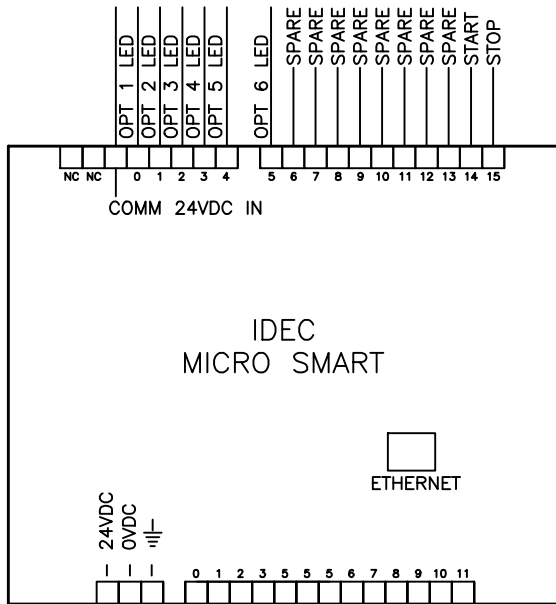 OPT 1 LED
OPT 2 LED
OPT 3 LED
OPT 4 LED
OPT 5 LED
OPT 6 LED
SPARE
SPARE
SPARE
SPARE
SPARE
SPARE
SPARE
SPARE
START
STOP
NC NC 0 1 2 3 4 5 6 7 8 9 10 11 12 13 14 15
COMM 24VDC IN
IDEC
MICRO SMART
ETHERNET
24VDC
0VDC
0 1 2 3 5 5 5 6 7 8 9 10 11